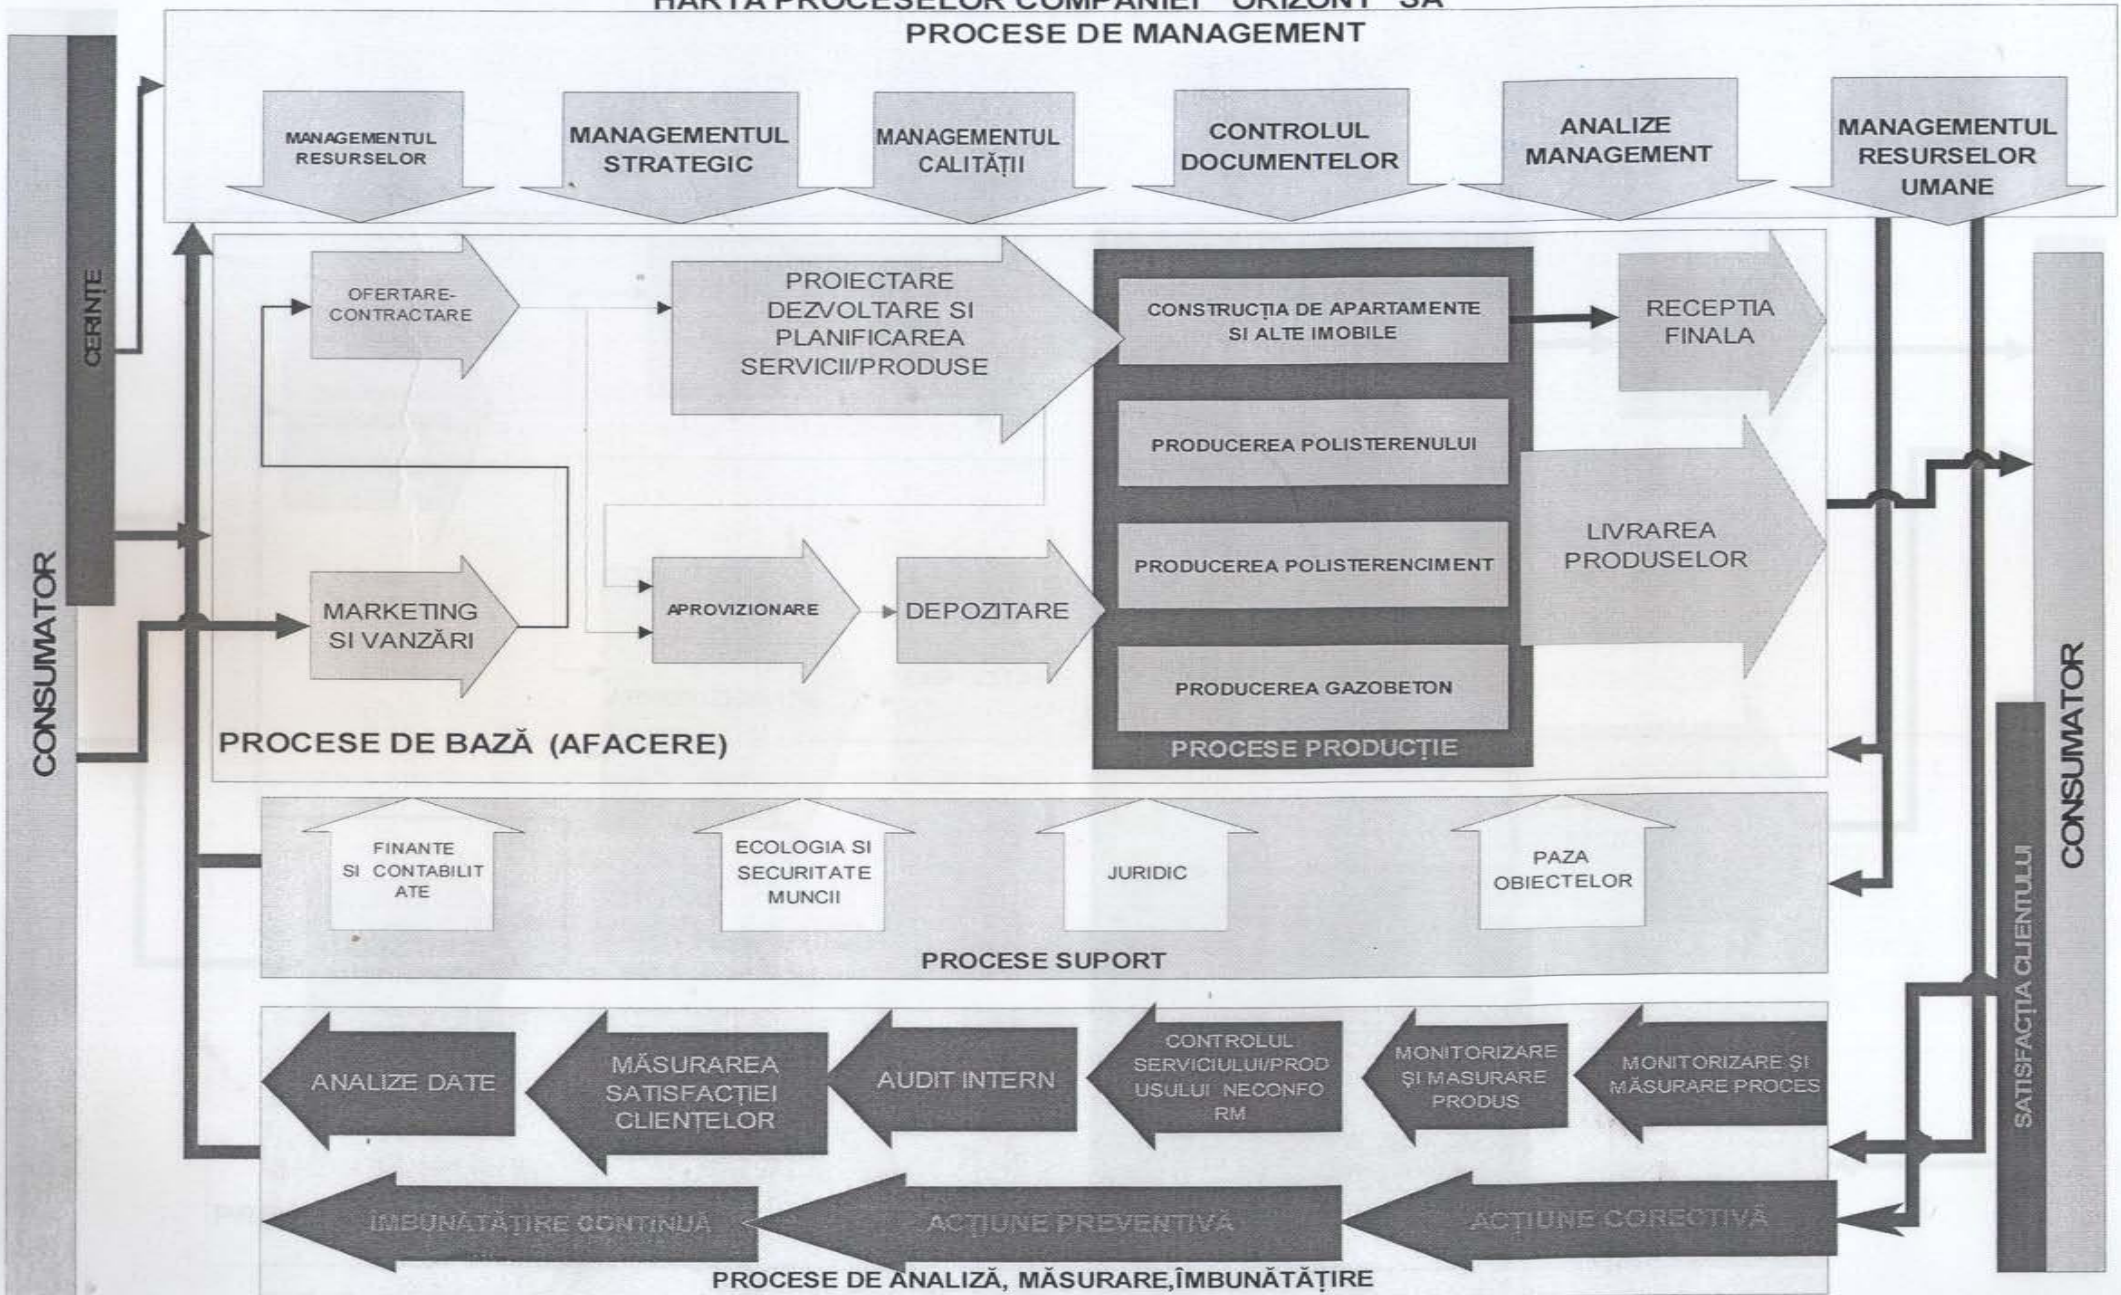 HARTA PROCESELOR COMPANIEI "ORIZONT" SA
PROCESE DE MANAGEMENT
MANAGEMENTUL
RESURSELOR
MANAGEMENTUL
STRATEGIC
MANAGEMENTUL
CALITĂȚII
CONTROLUL
DOCUMENTELOR
ANALIZE
MANAGEMENT
MANAGEMENTUL
RESURSELOR
UMANE
CONSUMATOR
CERINȚE
OFERTARE-
CONTRACTARE
PROIECTARE
DEZVOLTARE SI
PLANIFICAREA
SERVICII/PRODUSE
CONSTRUCȚIA DE APARTAMENTE
SI ALTE IMOBILE
RECEPTIA
FINALA
PRODUCEREA POLISTERENULUI
MARKETING
SI VANZĂRI
APROVIZIONARE
DEPOZITARE
PRODUCEREA POLISTERENCIMENT
LIVRAREA
PRODUSELOR
PRODUCEREA GAZOBETON
PROCESE PRODUCȚIE
PROCESE DE BAZĂ (AFACERE)
CONSUMATOR
SATISFACȚIA CLIENTULUI
FINANTE
SI CONTABILIT
ATE
ECOLOGIA SI
SECURITATE
MUNCII
JURIDIC
PAZA
OBIECTELOR
PROCESE SUPORT
ANALIZE DATE
MĂSURAREA
SATISFACȚIEI
CLIENȚELOR
AUDIT INTERN
CONTROLUL
SERVICIULUI/PROD
USULUI NECONFO
RM
MONITORIZARE
ȘI MASURARE
PRODUS
MONITORIZARE ȘI
MĂSURARE PROCES
ÎMBUNĂTĂȚIRE CONTINUĂ
ACȚIUNE PREVENTIVĂ
ACȚIUNE CORECTIVĂ
PROCESE DE ANALIZĂ, MĂSURARE,ÎMBUNĂTĂȚIRE